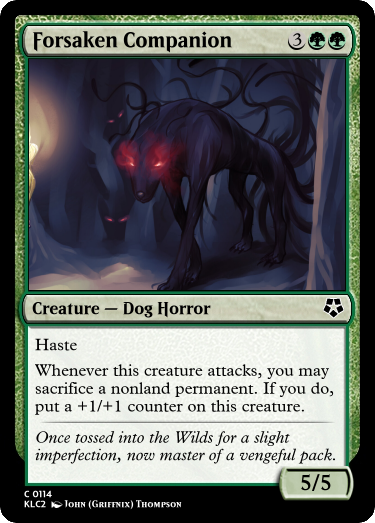 Forsaken Companion 3
Creature — Dog Horror
Haste
Whenever this creature attacks, you may
sacrifice a nonland permanent. If you do,
put a +1/+1 counter on this creature.
Once tossed into the Wilds for a slight
imperfection, now master of a vengeful pack.
5/5
C 0114
KLC2 John (Griffnix) Thompson